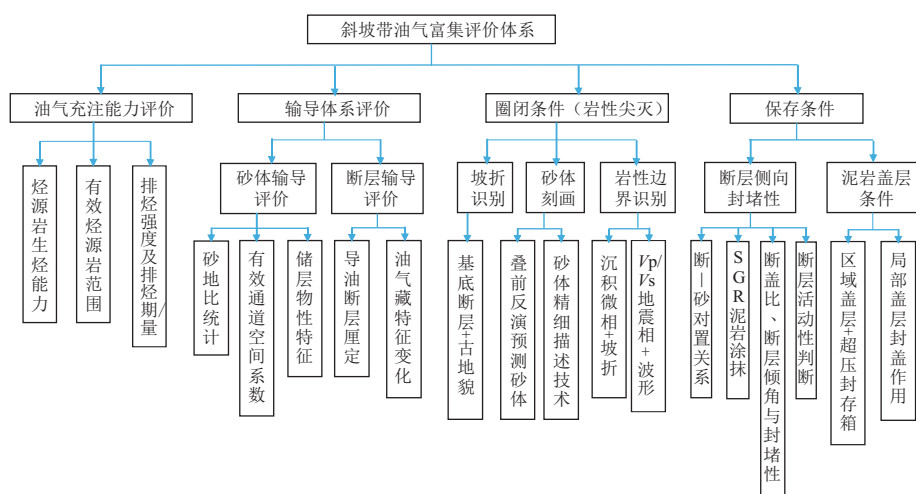 斜坡带油气富集评价体系
油气充注能力评价
输导体系评价
圈闭条件（岩性尖灭）
保存条件
砂体输导
评价
断层输导
评价
坡折
识别
砂体
刻画
岩性边
界识别
断层侧向
封堵性
泥岩盖层
条件
烃源岩生烃能力
有效烃源岩范围
排烃强度及排烃期/量
砂地比统计
有效通道空间系数
储层物性特征
导油断层厘定
油气藏特征变化
基底断层+古地貌
叠前反演预测砂体
砂体精细描述技术
沉积微相+坡折
Vp/Vs地震相+波形
断—砂对置关系
SGR泥岩涂抹
断盖比、断层倾角与封堵性
断层活动性判断
区域盖层+超压封存箱
局部盖层封盖作用